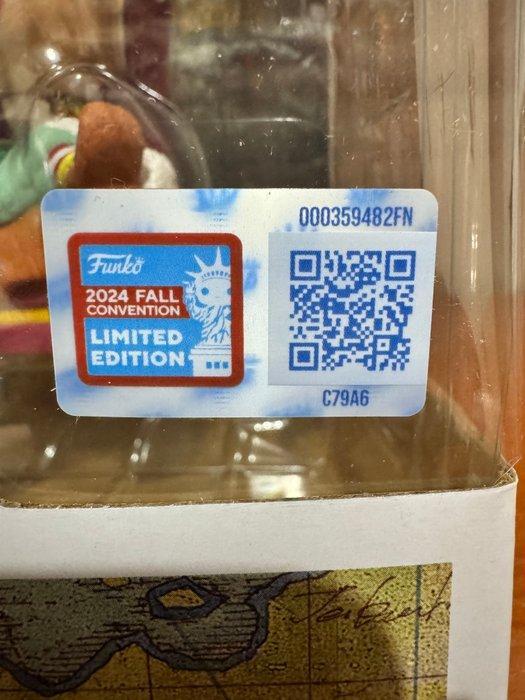 Funko
2024 FALL
CONVENTION
LIMITED
EDITION
000359482FN
C79A6